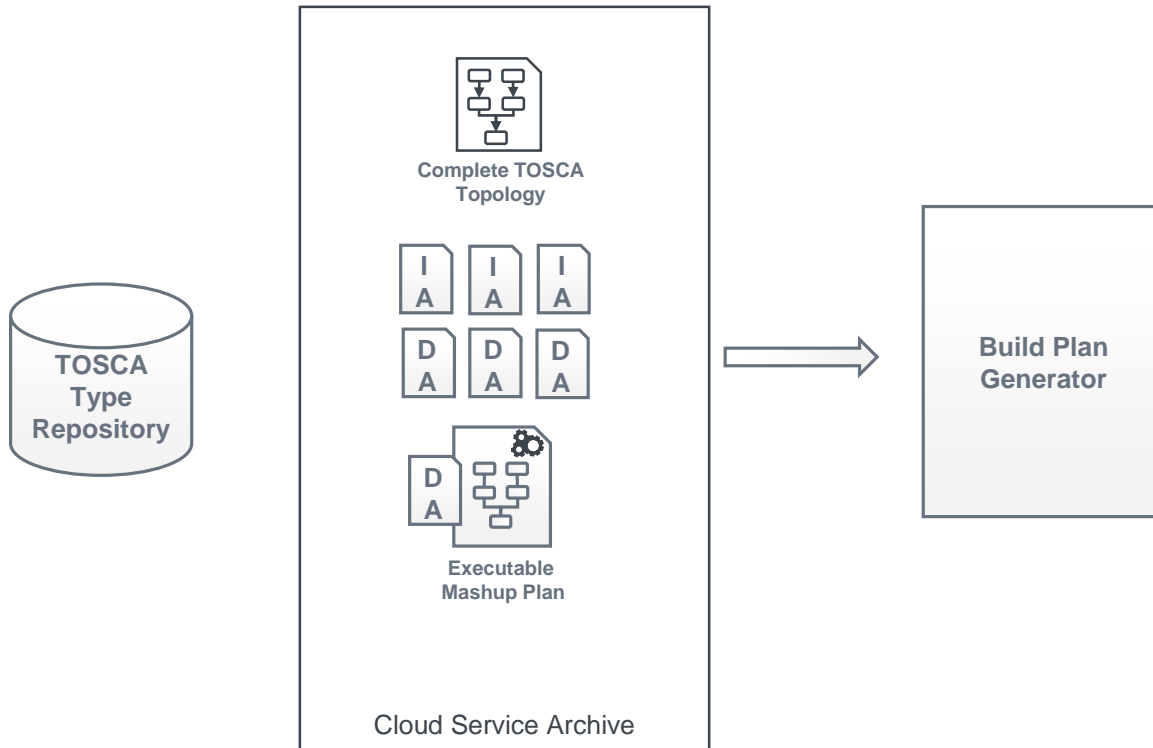 Complete TOSCA
Topology
I
A
I
A
I
A
D
A
D
A
D
A
TOSCA
Type
Repository
Build Plan
Generator
D
A
Executable
Mashup Plan
Cloud Service Archive